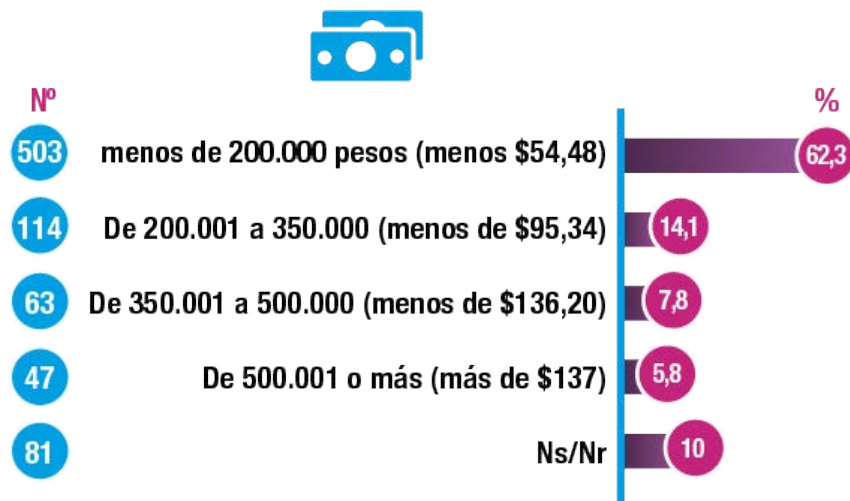 Nº %
503 menos de 200.000 pesos (menos $54,48) 62,3
114 De 200.001 a 350.000 (menos de $95,34) 14,1
63 De 350.001 a 500.000 (menos de $136,20) 7,8
47 De 500.001 o más (más de $137) 5,8
81 Ns/Nr 10